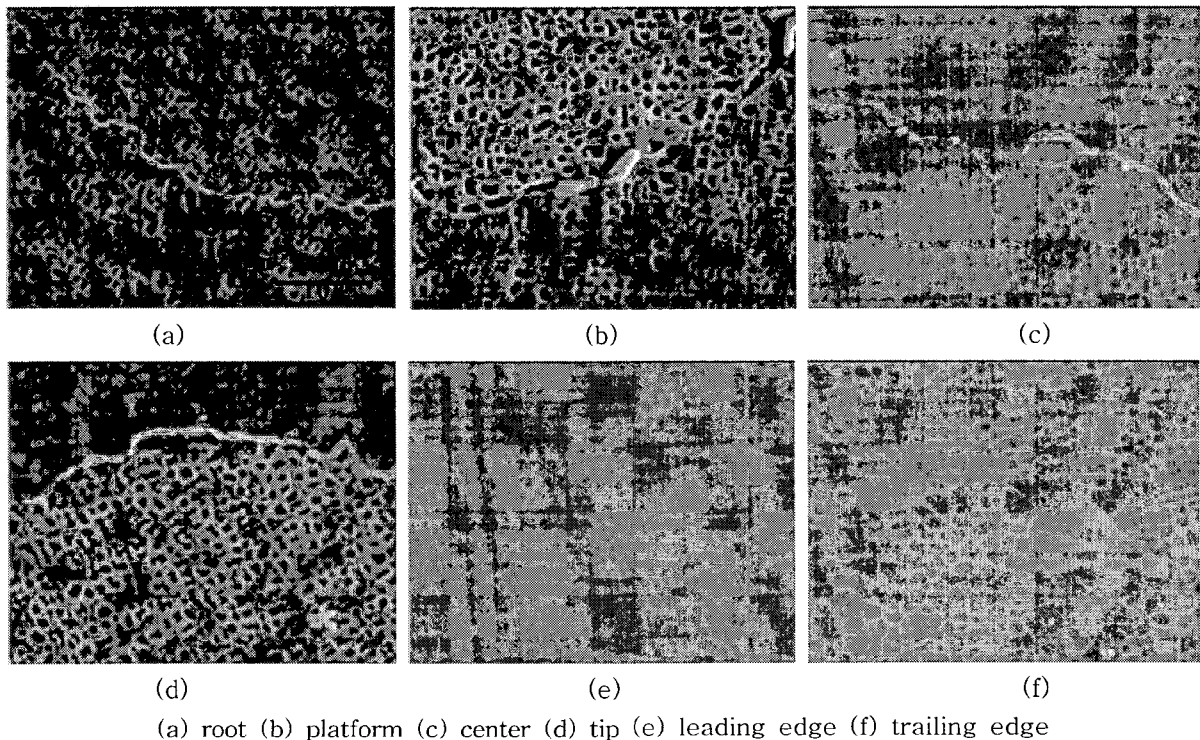 (a) (b) (c)
(d) (e) (f)
(a) root (b) platform (c) center (d) tip (e) leading edge (f) trailing edge